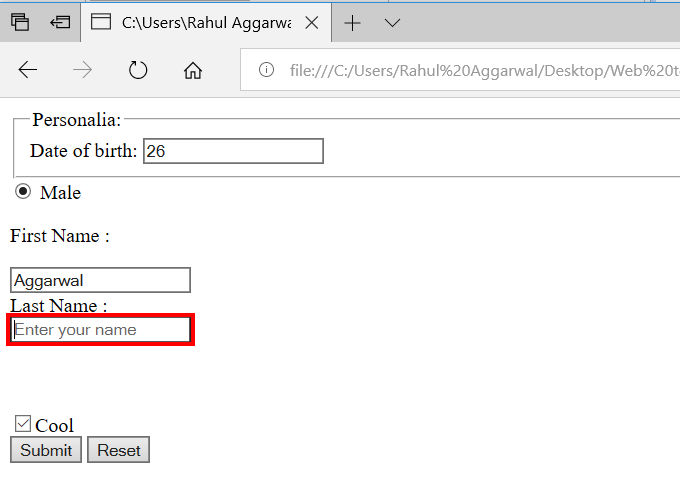 C:\Users\Rahul Aggarwa
file:///C:/Users/Rahul%20Aggarwal/Desktop/Web%20t
Personalia:
Date of birth: 26
Male
First Name :
Aggarwal
Last Name :
Enter your name
Cool
Submit Reset